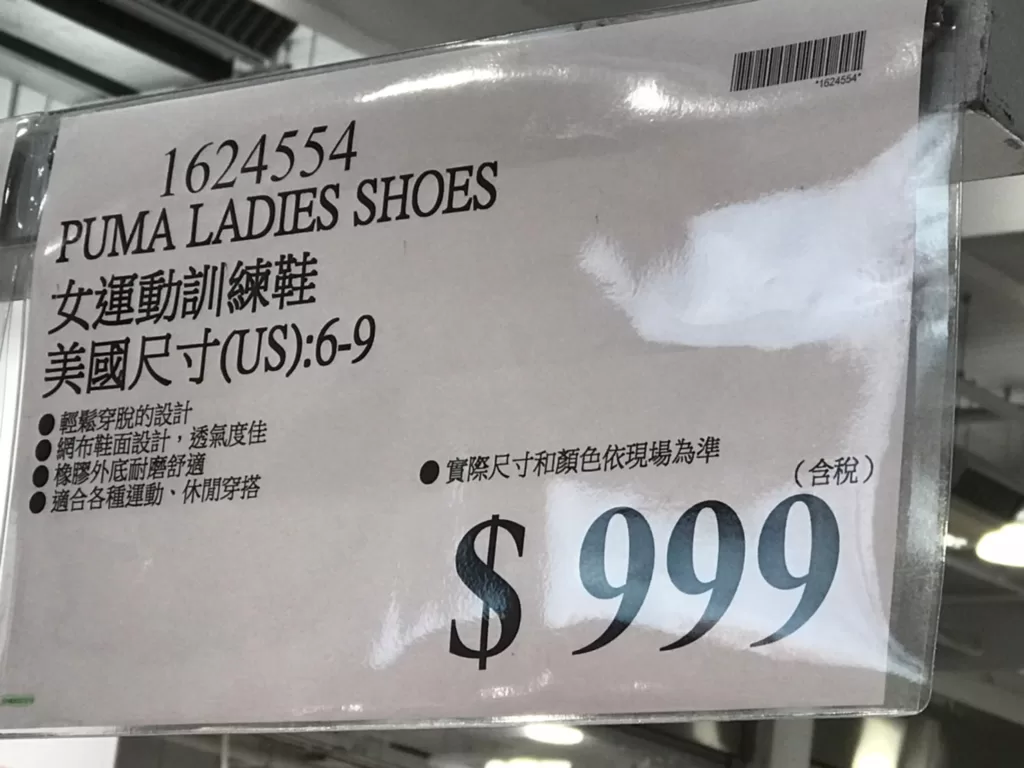 *1624554*
1624554
PUMA LADIES SHOES
女運動訓練鞋
美國尺寸(US):6-9
●輕鬆穿脫的設計
●網布鞋面設計，透氣度佳
●橡膠外底耐磨舒適
●適合各種運動、休閒穿搭
●實際尺寸和顏色依現場為準
(含稅)
$999